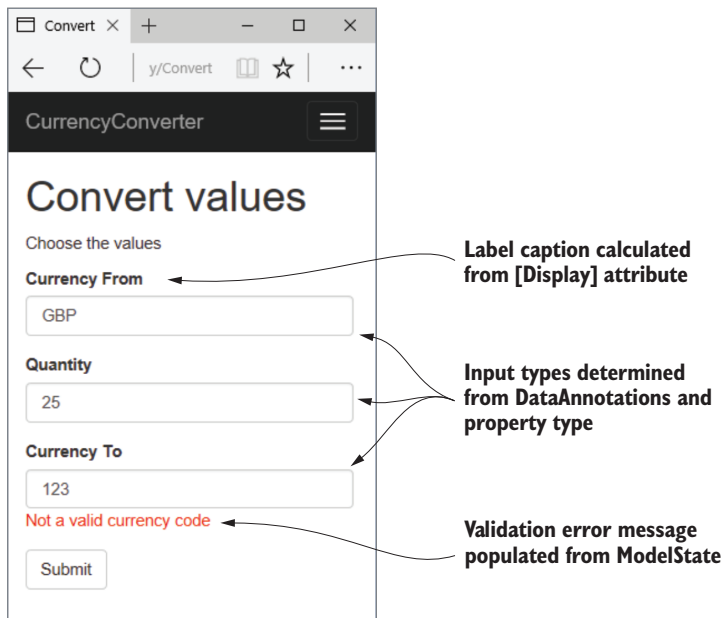 Convert
y/Convert
CurrencyConverter
Convert values
Choose the values
Currency From
GBP
Quantity
25
Currency To
123
Not a valid currency code
Submit
Label caption calculated
from [Display] attribute
Input types determined
from DataAnnotations and
property type
Validation error message
populated from ModelState